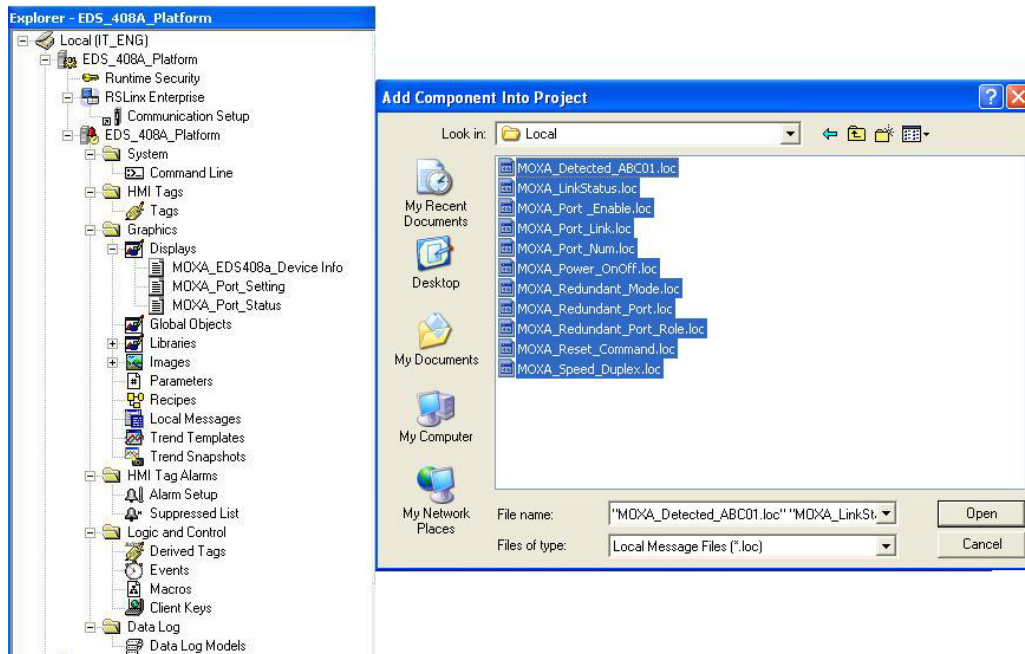 Explorer - EDS_408A_Platform
Local (IT_ENG)
EDS_408A_Platform
Runtime Security
RSLinx Enterprise
Communication Setup
EDS_408A_Platform
System
Command Line
HMI Tags
Tags
Graphics
Displays
MOXA_EDS408a_Device Info
MOXA_Port_Setting
MOXA_Port_Status
Global Objects
Libraries
Images
Parameters
Recipes
Local Messages
Trend Templates
Trend Snapshots
HMI Tag Alarms
Alarm Setup
Suppressed List
Logic and Control
Derived Tags
Events
Macros
Client Keys
Data Log
Data Log Models
Add Component Into Project
Look in:
Local
My Recent
Documents
Desktop
My Documents
My Computer
My Network
Places
MOXA_Detected_ABC01.loc
MOXA_LinkStatus.loc
MOXA_Port _Enable.loc
MOXA_Port_Link.loc
MOXA_Port_Num.loc
MOXA_Power_OnOff.loc
MOXA_Redundant_Mode.loc
MOXA_Redundant_Port.loc
MOXA_Redundant_Port_Role.loc
MOXA_Reset_Command.loc
MOXA_Speed_Duplex.loc
File name:
"MOXA_Detected_ABC01.loc" "MOXA_LinkSt
Open
Files of type:
Local Message Files (*.loc)
Cancel